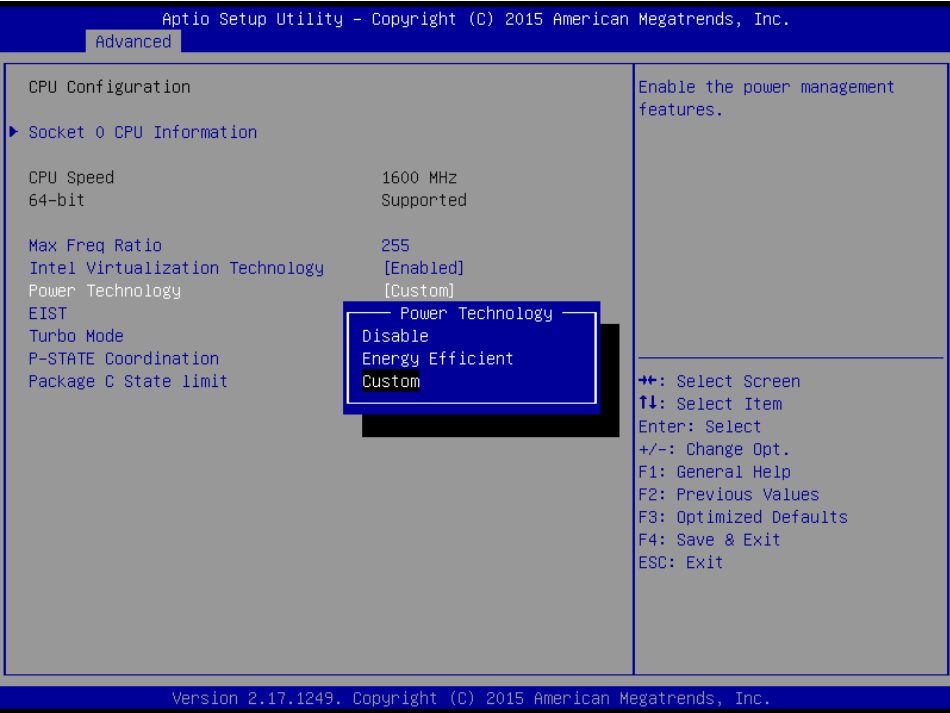 Aptio Setup Utility – Copyright (C) 2015 American Megatrends, Inc.
Advanced
CPU Configuration
Socket 0 CPU Information
CPU Speed 1600 MHz
64-bit Supported
Max Freq Ratio 255
Intel Virtualization Technology [Enabled]
Power Technology [Custom]
EIST
Turbo Mode
P-STATE Coordination
Package C State limit
Power Technology
Disable
Energy Efficient
Custom
Enable the power management
features.
→←: Select Screen
↑↓: Select Item
Enter: Select
+/-: Change Opt.
F1: General Help
F2: Previous Values
F3: Optimized Defaults
F4: Save & Exit
ESC: Exit
Version 2.17.1249. Copyright (C) 2015 American Megatrends, Inc.